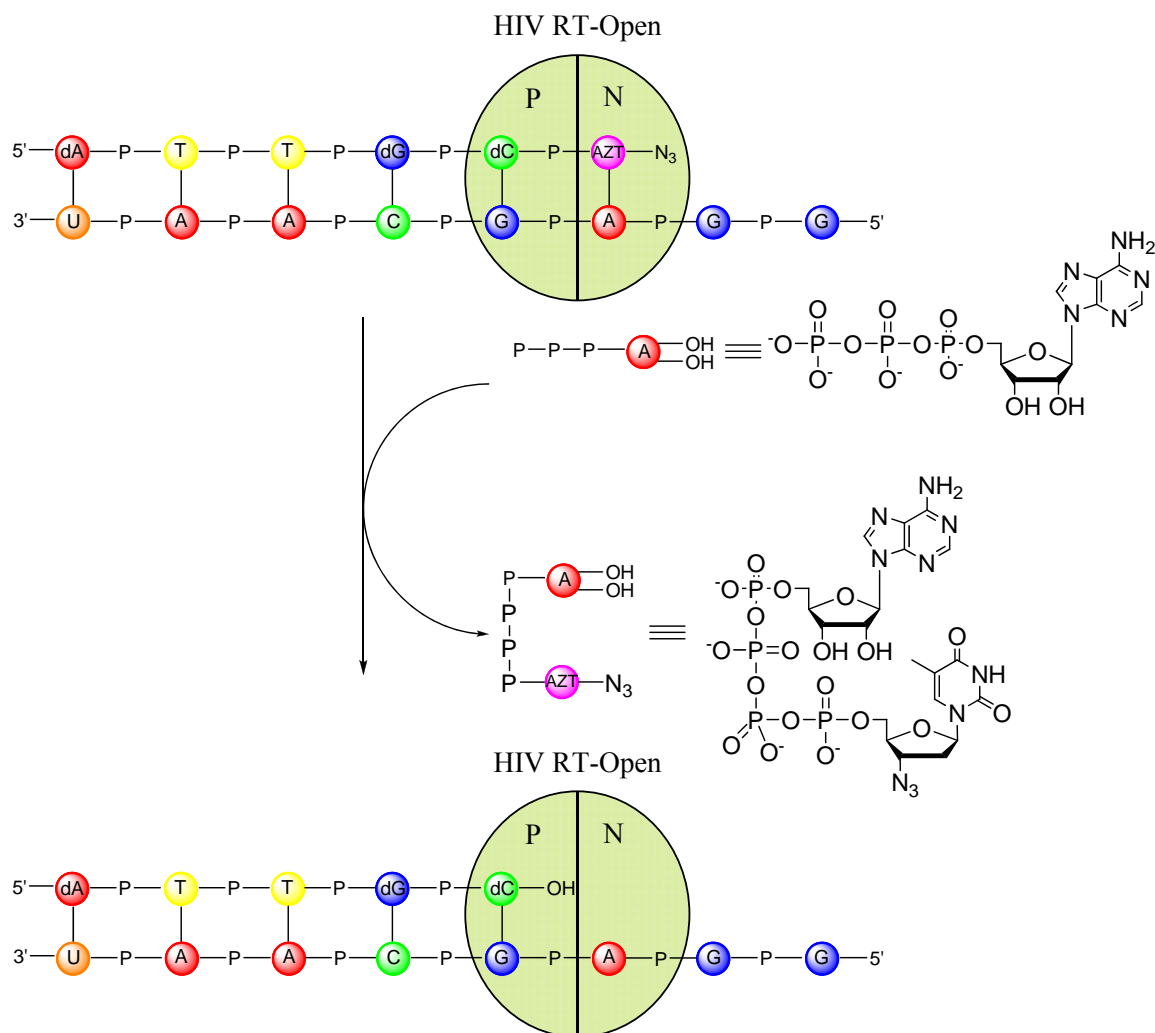 HIV RT-Open
P N
5' dA P T P T P dG P dC P AZT N3
3' U P A P A P C P G P A P G P G 5'
P P P A OH OH
-O P O O- O P O O- O P O O- O O OH OH N N N N NH2
P A OH OH
P
P
P AZT N3
NH2 N N N N O -O P O O OH OH
O -O P O
O P O O- O P O O- O O N3 N O NH O
HIV RT-Open
P N
5' dA P T P T P dG P dC OH
3' U P A P A P C P G P A P G P G 5'